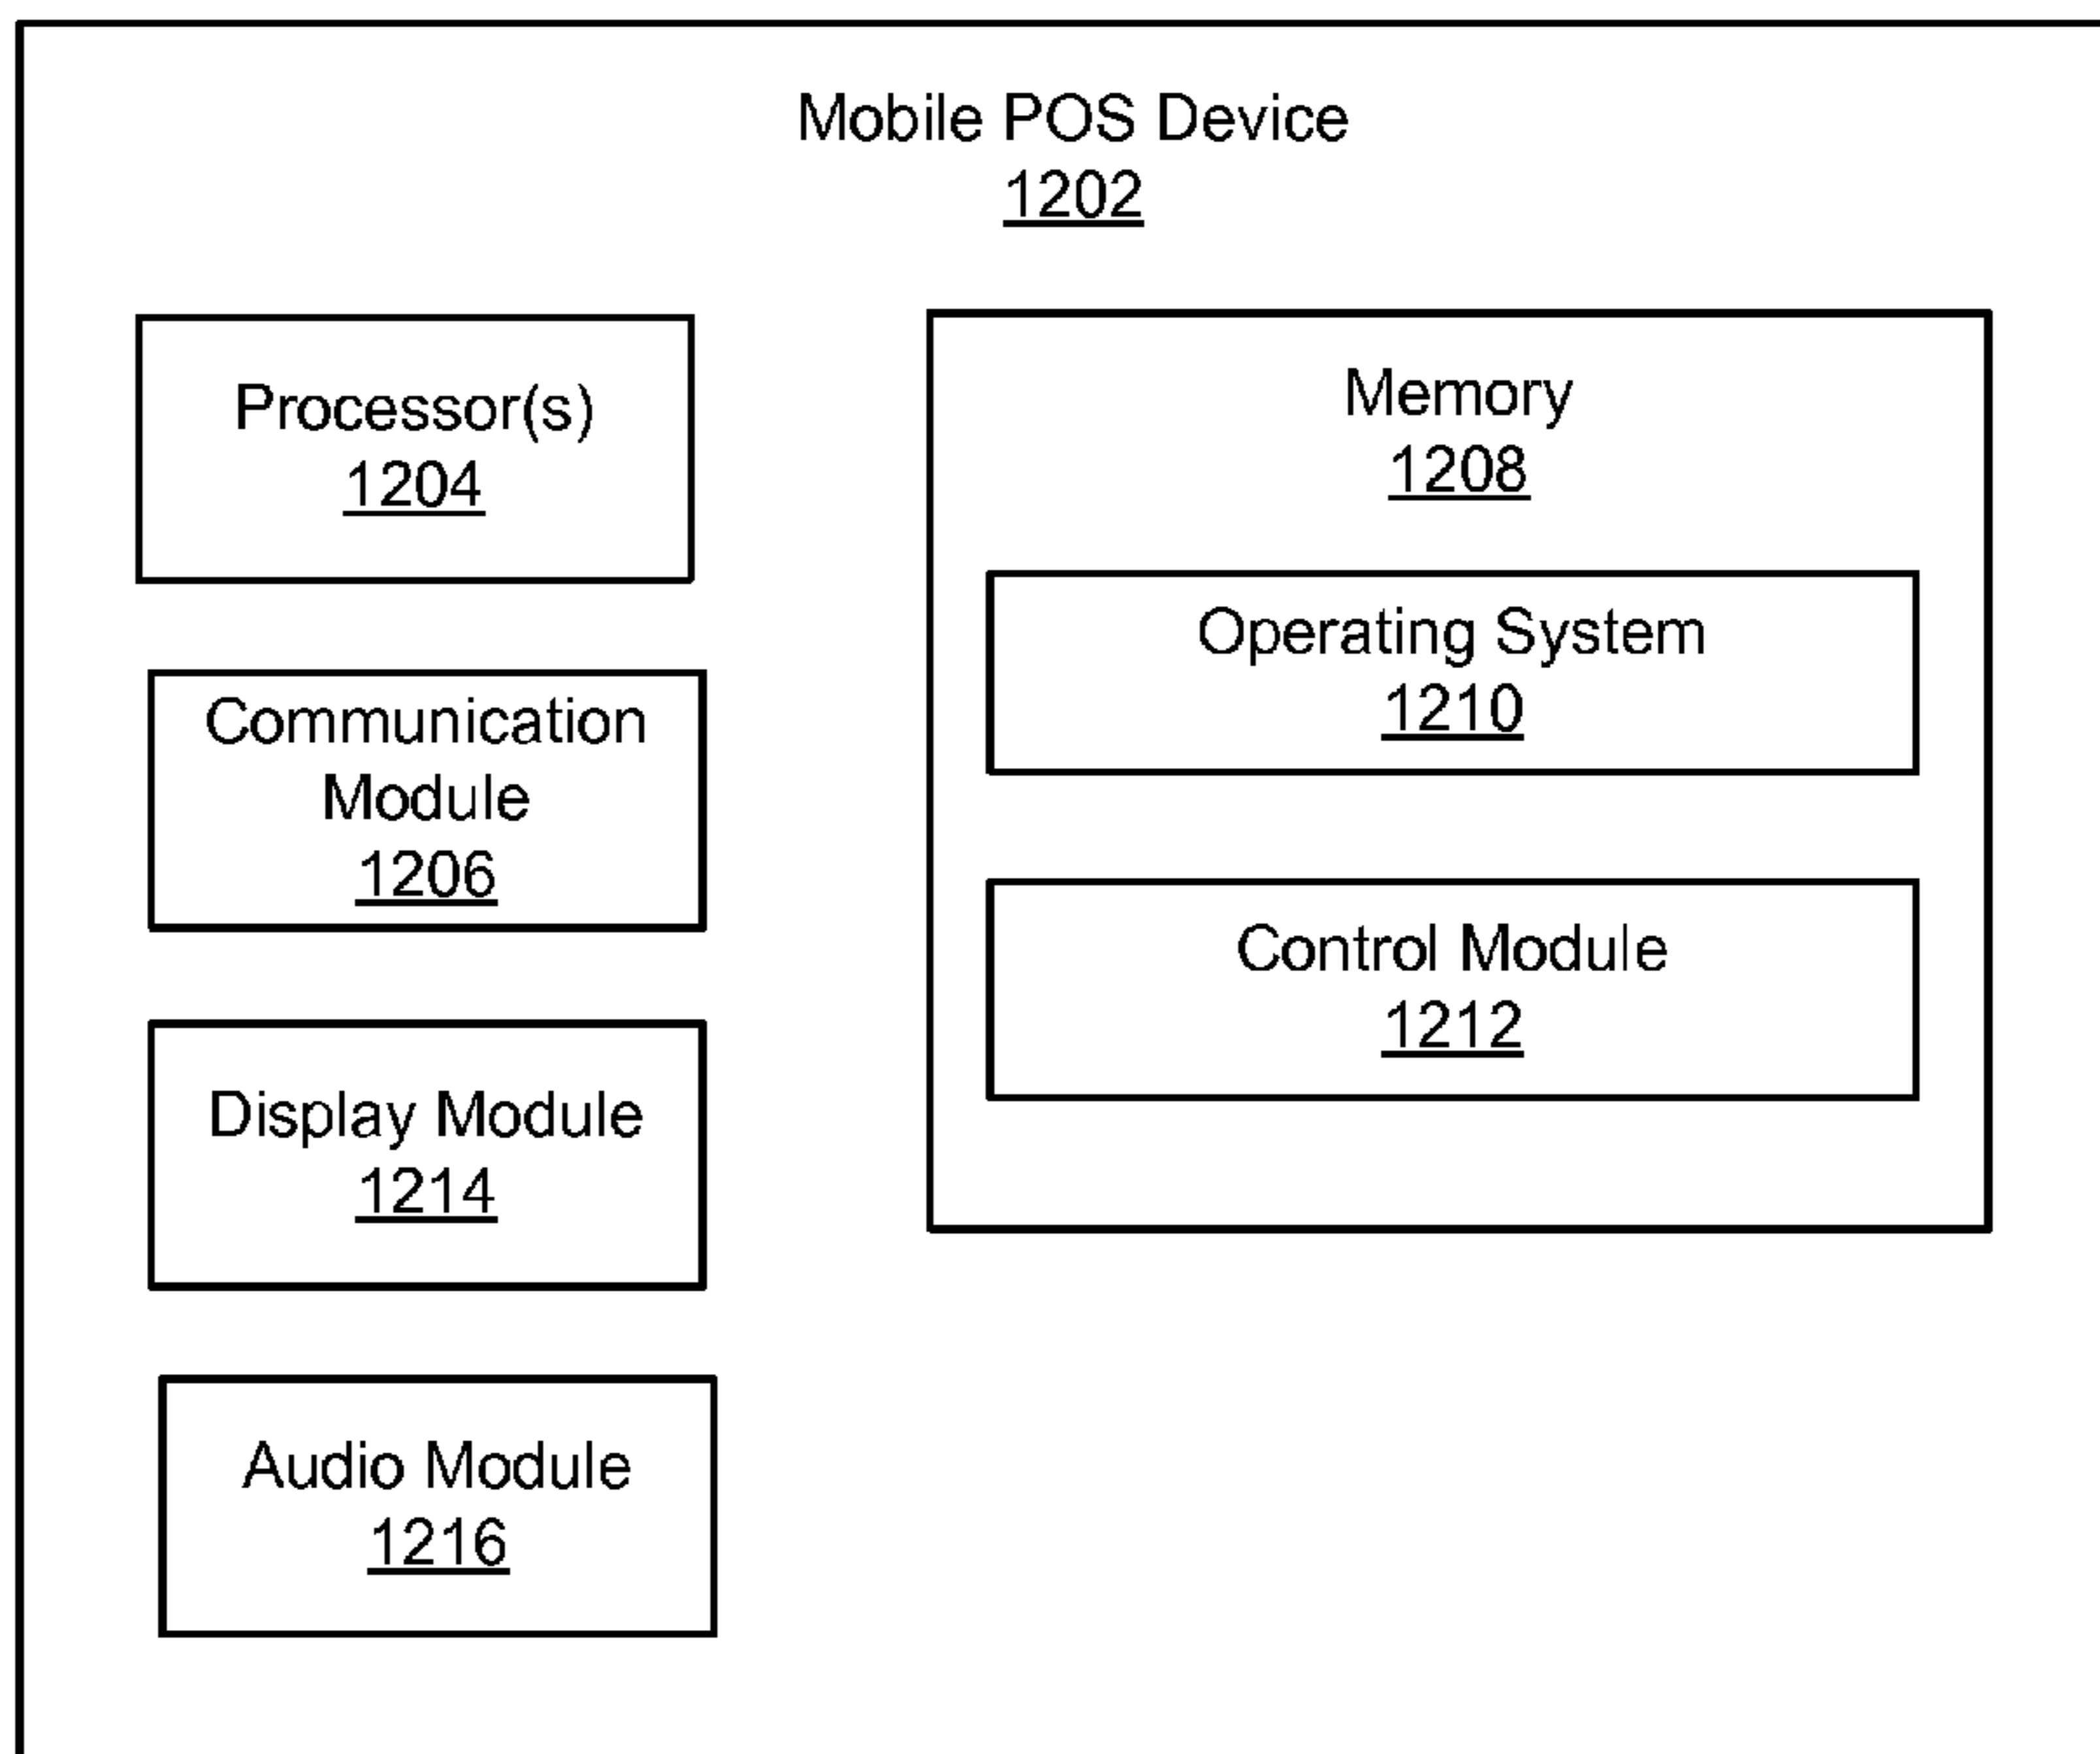 Mobile POS Device
1202
Processor(s)
1204
Communication
Module
1206
Display Module
1214
Audio Module
1216
Memory
1208
Operating System
1210
Control Module
1212